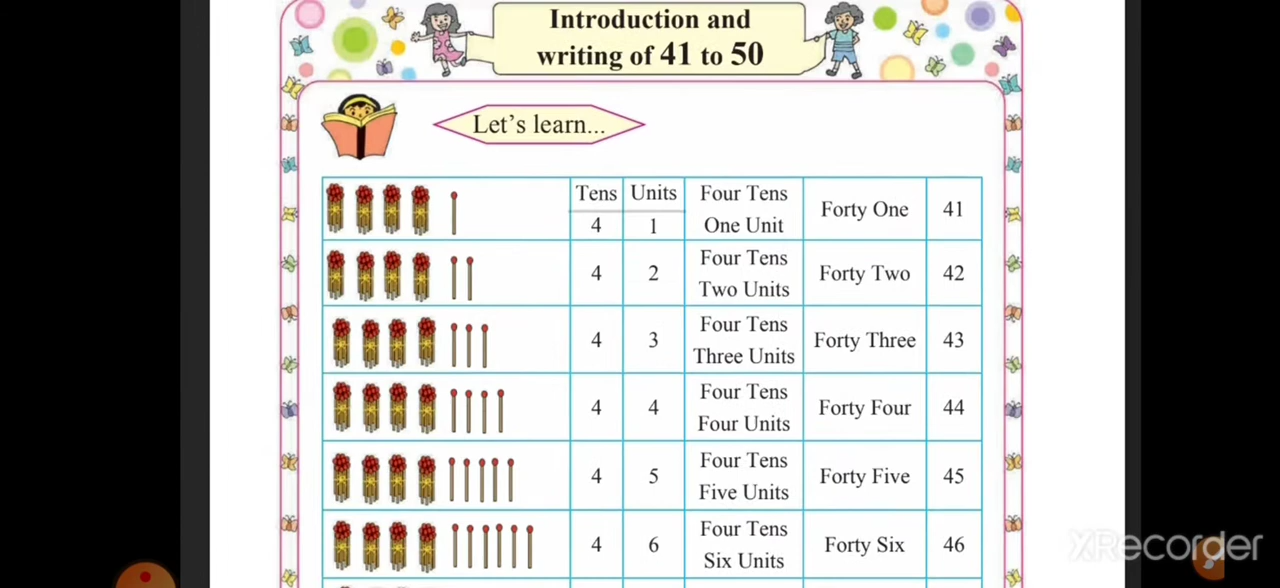 Introduction and
writing of 41 to 50
Let's learn...
Tens Units Four Tens Forty One 41
4 1 One Unit
4 2 Four Tens Two Units Forty Two 42
4 3 Four Tens Three Units Forty Three 43
4 4 Four Tens Four Units Forty Four 44
4 5 Four Tens Five Units Forty Five 45
4 6 Four Tens Six Units Forty Six 46
XRecorder